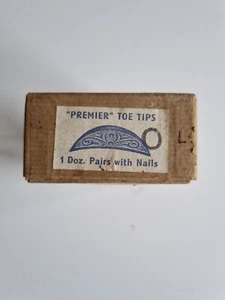 "PREMIER" TOE TIPS
O L
1 Doz. Pairs with Nails